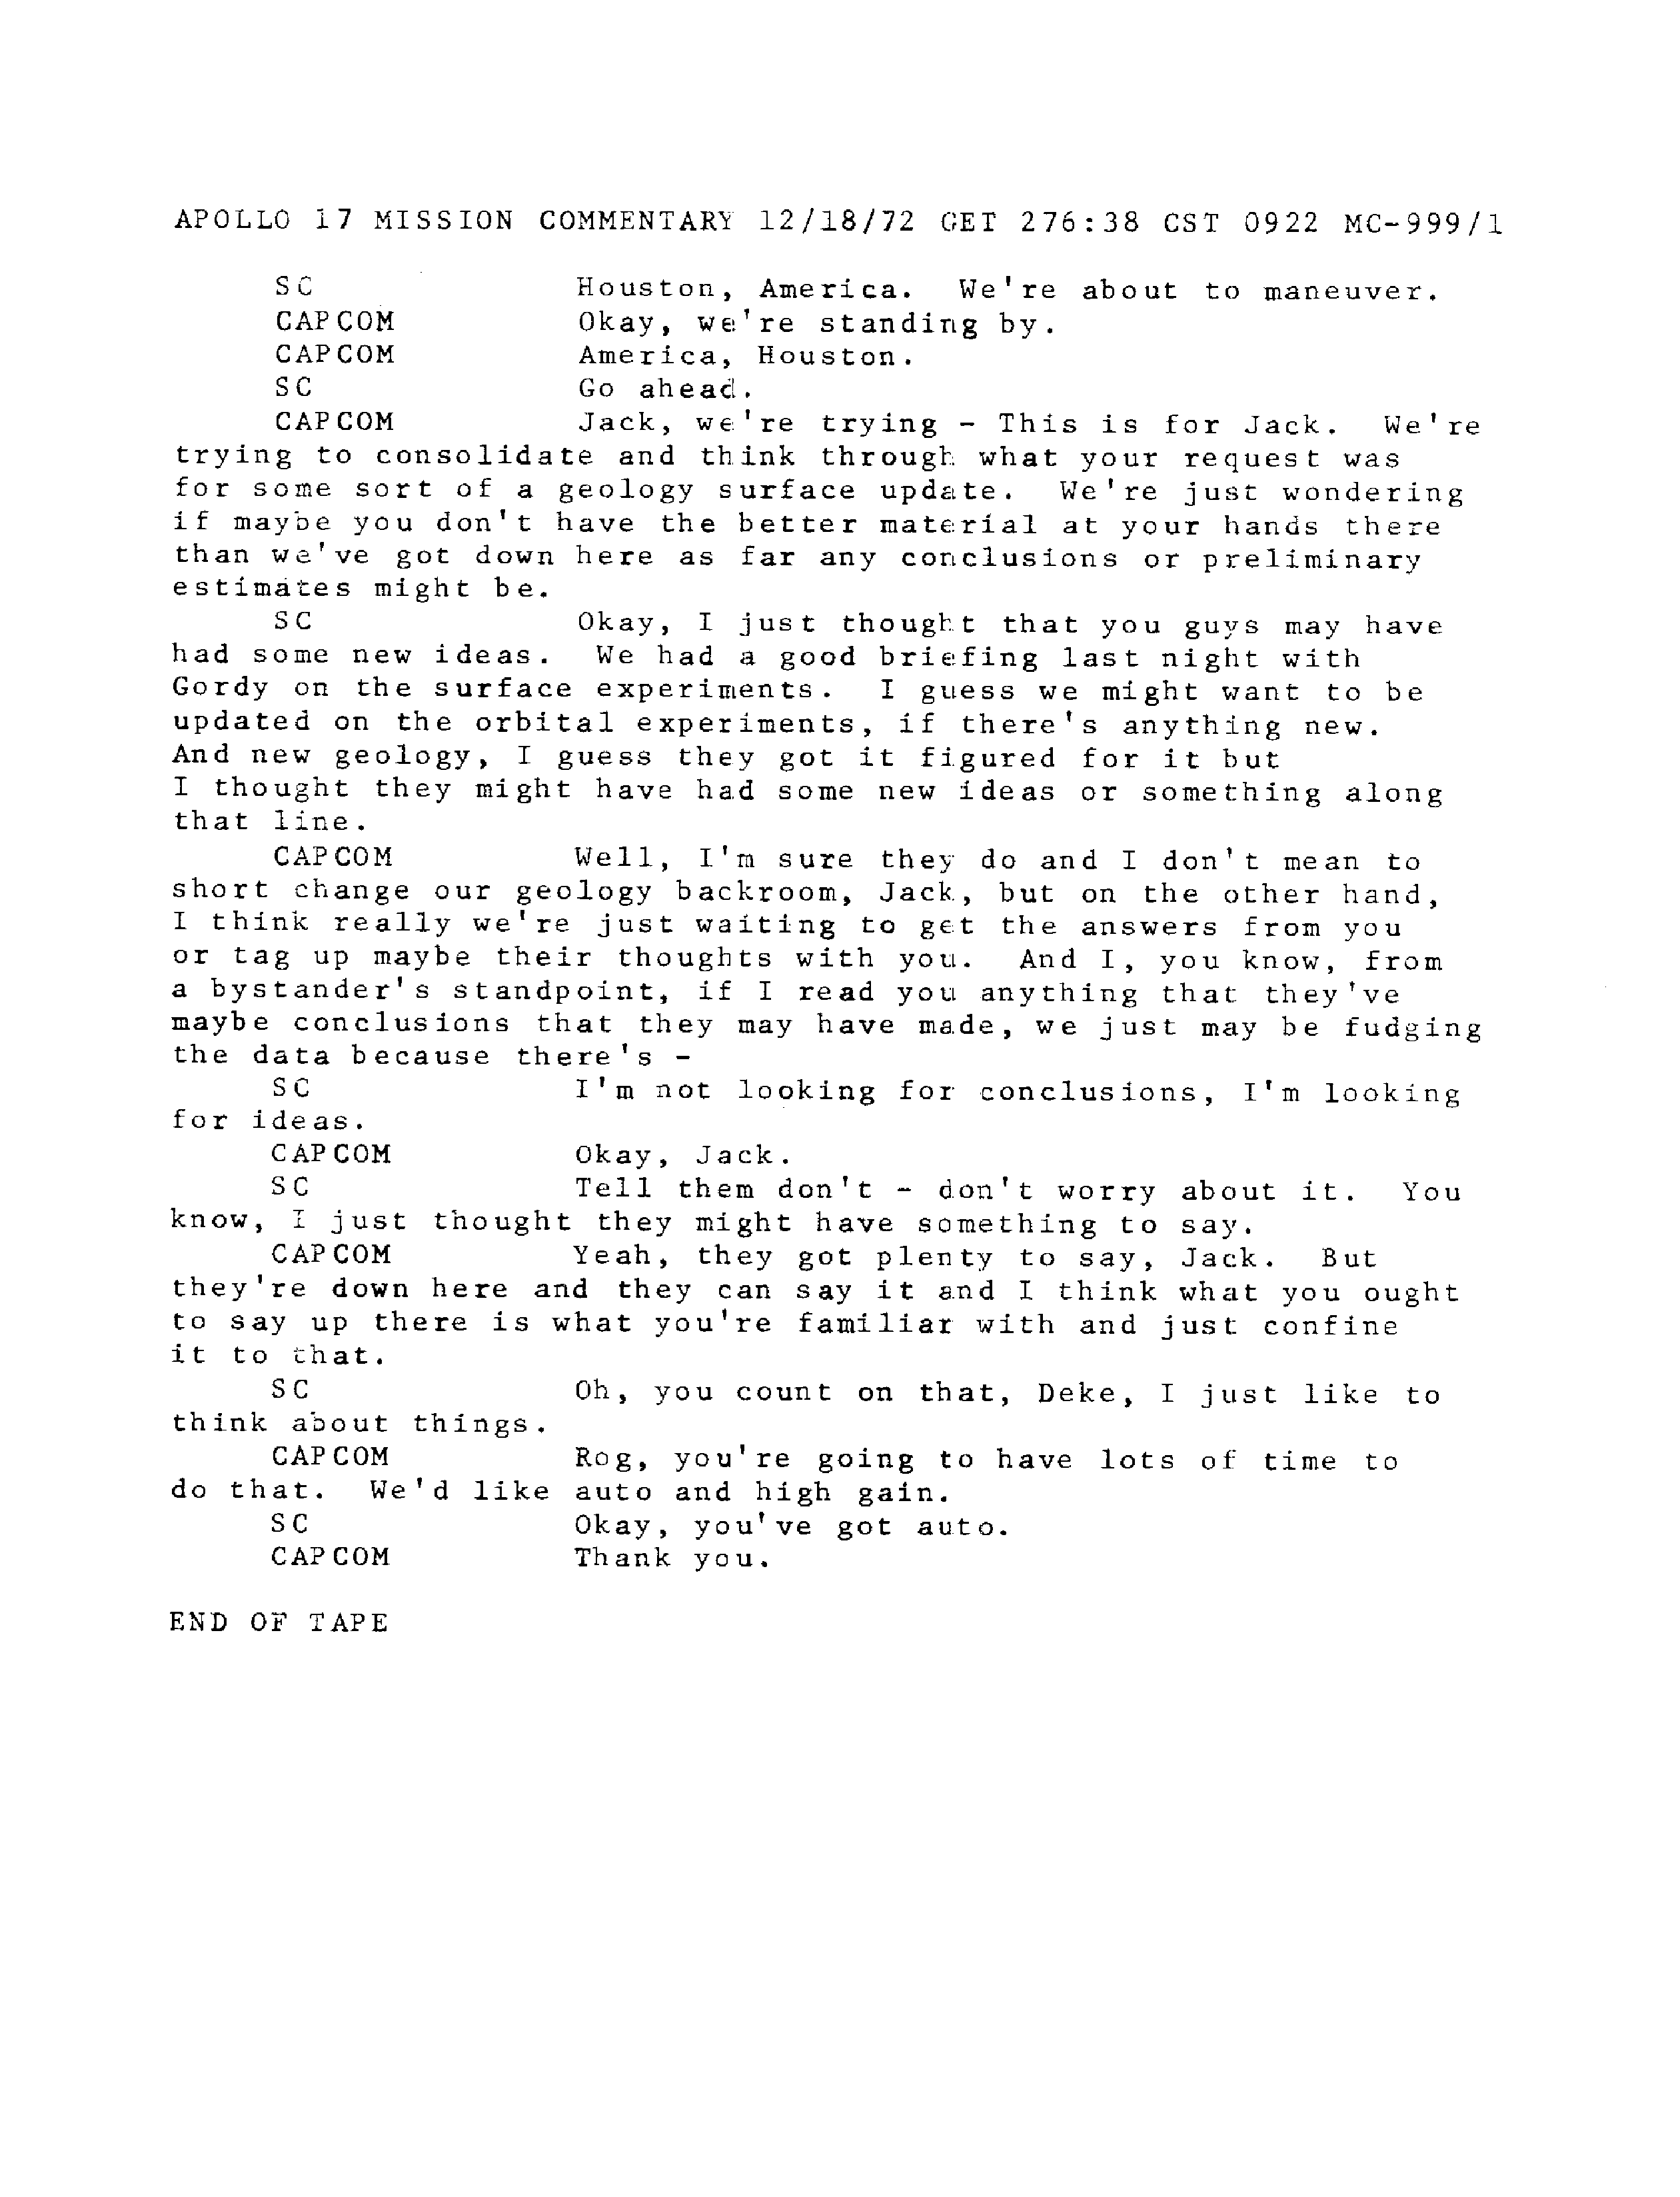 APOLLO 17 MISSION COMMENTARY 12/18/72 GET 276:38 CST 0922 MC-999/1
SC Houston, America. We're about to maneuver.
CAPCOM Okay, we're standing by.
CAPCOM America, Houston.
SC Go ahead.
CAPCOM Jack, we're trying - This is for Jack. We're
trying to consolidate and think through what your request was
for some sort of a geology surface update. We're just wondering
if maybe you don't have the better material at your hands there
than we've got down here as far any conclusions or preliminary
estimates might be.
SC Okay, I just thought that you guys may have
had some new ideas. We had a good briefing last night with
Gordy on the surface experiments. I guess we might want to be
updated on the orbital experiments, if there's anything new.
And new geology, I guess they got it figured for it but
I thought they might have had some new ideas or something along
that line.
CAPCOM Well, I'm sure they do and I don't mean to
short change our geology backroom, Jack, but on the other hand,
I think really we're just waiting to get the answers from you
or tag up maybe their thoughts with you. And I, you know, from
a bystander's standpoint, if I read you anything that they've
maybe conclusions that they may have made, we just may be fudging
the data because there's -
SC I'm not looking for conclusions, I'm looking
for ideas.
CAPCOM Okay, Jack.
SC Tell them don't - don't worry about it. You
know, I just thought they might have something to say.
CAPCOM Yeah, they got plenty to say, Jack. But
they're down here and they can say it and I think what you ought
to say up there is what you're familiar with and just confine
it to that.
SC Oh, you count on that, Deke, I just like to
think about things.
CAPCOM Rog, you're going to have lots of time to
do that. We'd like auto and high gain.
SC Okay, you've got auto.
CAPCOM Thank you.
END OF TAPE